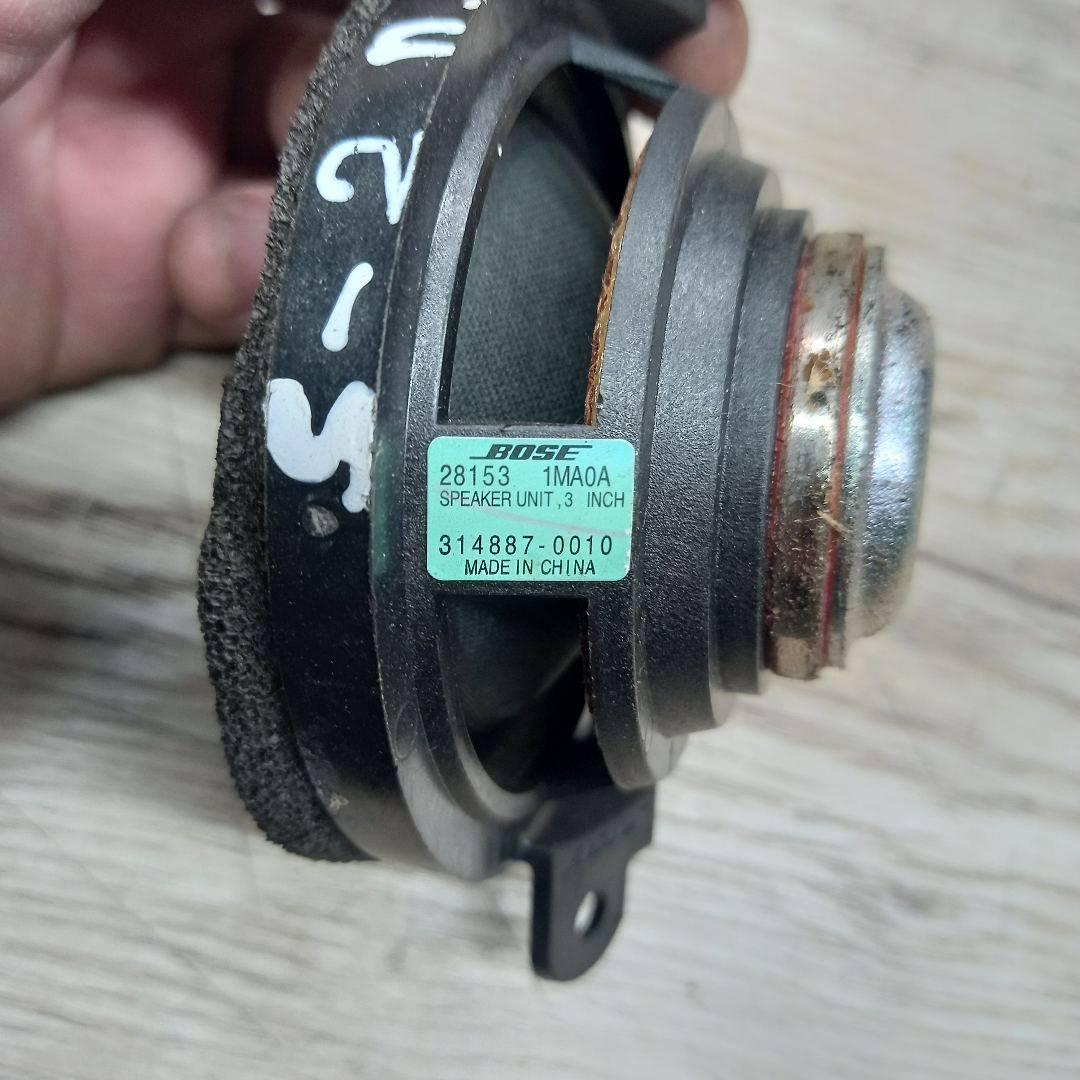 BOSE
28153 1MA0A
SPEAKER UNIT, 3 INCH
314887-0010
MADE IN CHINA